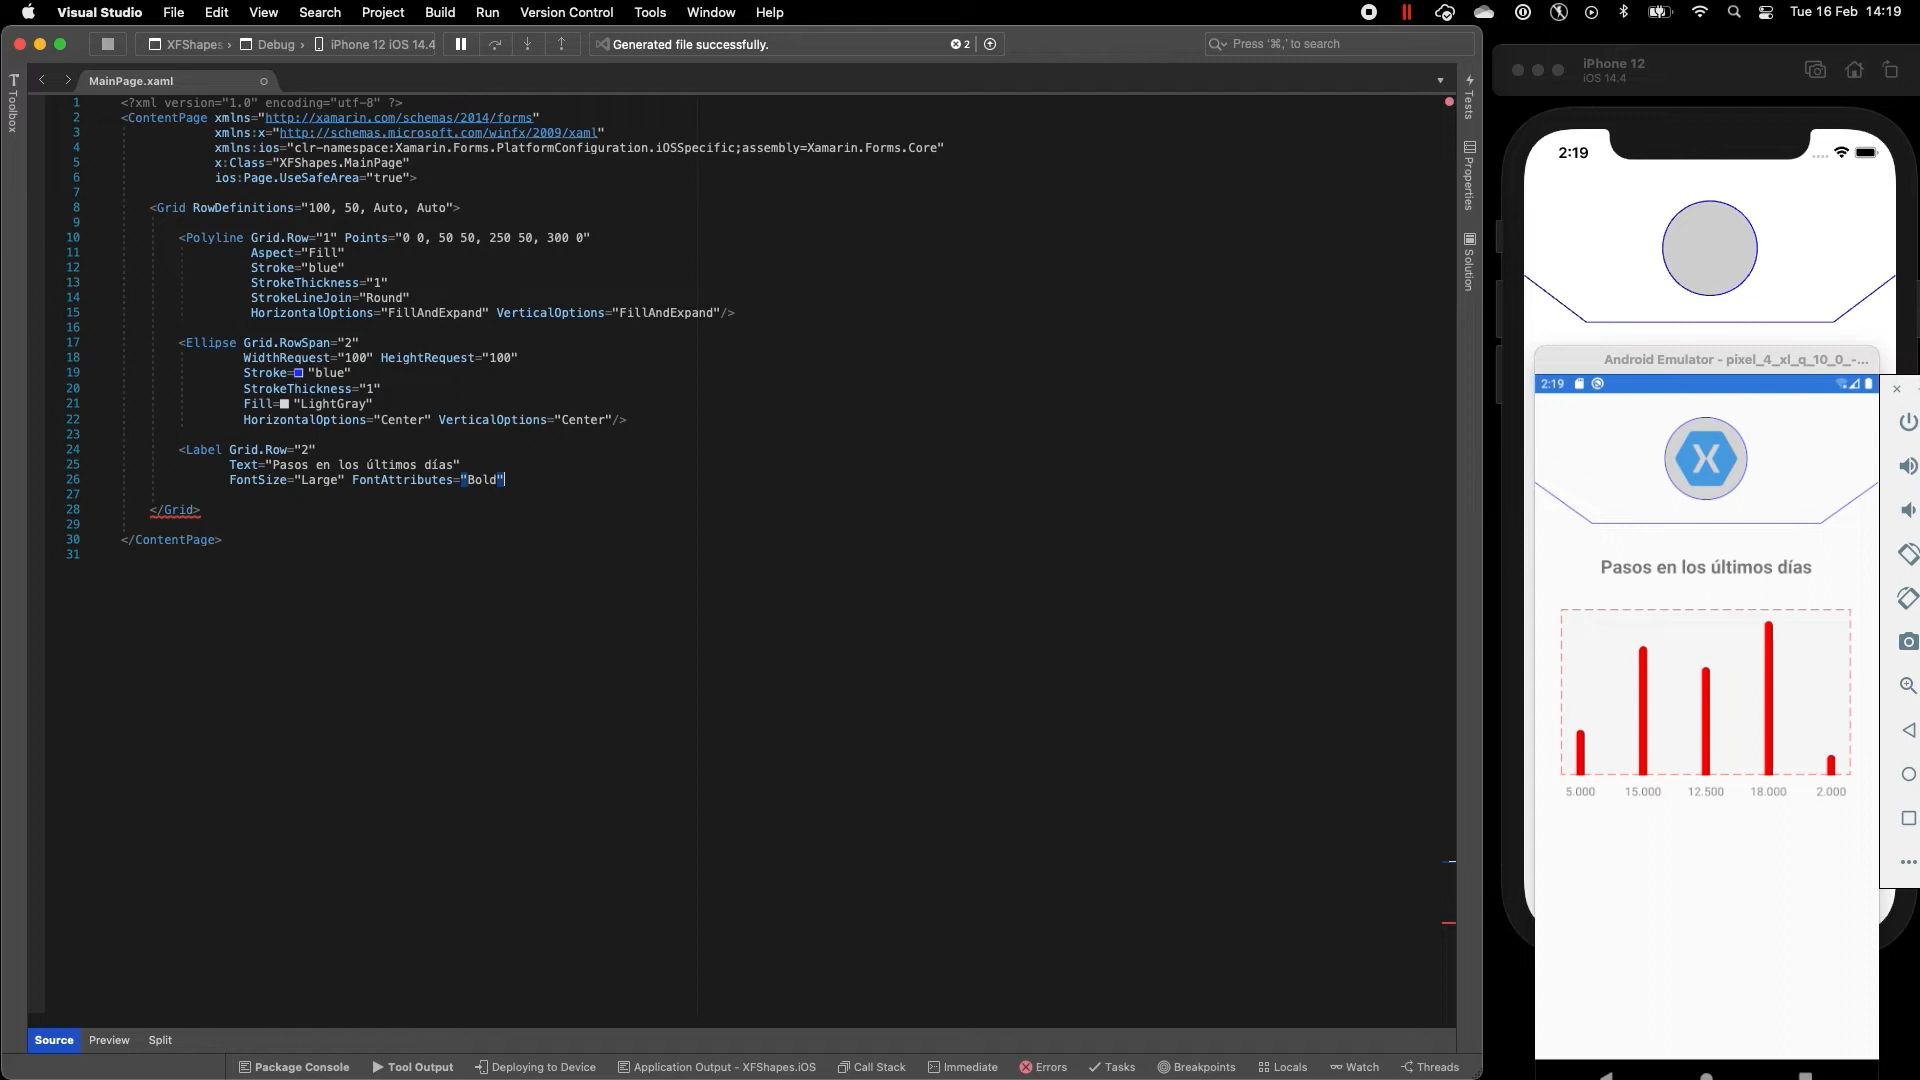 Visual Studio File Edit View Search Project Build Run Version Control Tools Window Help Tue 16 Feb 14:19
XFShapes › Debug › iPhone 12 iOS 14.4 Generated file successfully. 2 Press '⌘,' to search
MainPage.xaml
Toolbox
1 <?xml version="1.0" encoding="utf-8" ?>
2 <ContentPage xmlns="http://xamarin.com/schemas/2014/forms"
3 xmlns:x="http://schemas.microsoft.com/winfx/2009/xaml"
4 xmlns:ios="clr-namespace:Xamarin.Forms.PlatformConfiguration.iOSSpecific;assembly=Xamarin.Forms.Core"
5 x:Class="XFShapes.MainPage"
6 ios:Page.UseSafeArea="true">
7
8 <Grid RowDefinitions="100, 50, Auto, Auto">
9
10 <Polyline Grid.Row="1" Points="0 0, 50 50, 250 50, 300 0"
11 Aspect="Fill"
12 Stroke="blue"
13 StrokeThickness="1"
14 StrokeLineJoin="Round"
15 HorizontalOptions="FillAndExpand" VerticalOptions="FillAndExpand"/>
16
17 <Ellipse Grid.RowSpan="2"
18 WidthRequest="100" HeightRequest="100"
19 Stroke="blue"
20 StrokeThickness="1"
21 Fill="LightGray"
22 HorizontalOptions="Center" VerticalOptions="Center"/>
23
24 <Label Grid.Row="2"
25 Text="Pasos en los últimos días"
26 FontSize="Large" FontAttributes="Bold"
27
28 </Grid>
29
30 </ContentPage>
31
Tests
Properties
Solution
Source Preview Split
Package Console Tool Output Deploying to Device Application Output - XFShapes.iOS Call Stack Immediate Errors Tasks Breakpoints Locals Watch Threads
iPhone 12
iOS 14.4
2:19
Android Emulator - pixel_4_xl_q_10_0_-...
2:19
Pasos en los últimos días
5.000 15.000 12.500 18.000 2.000